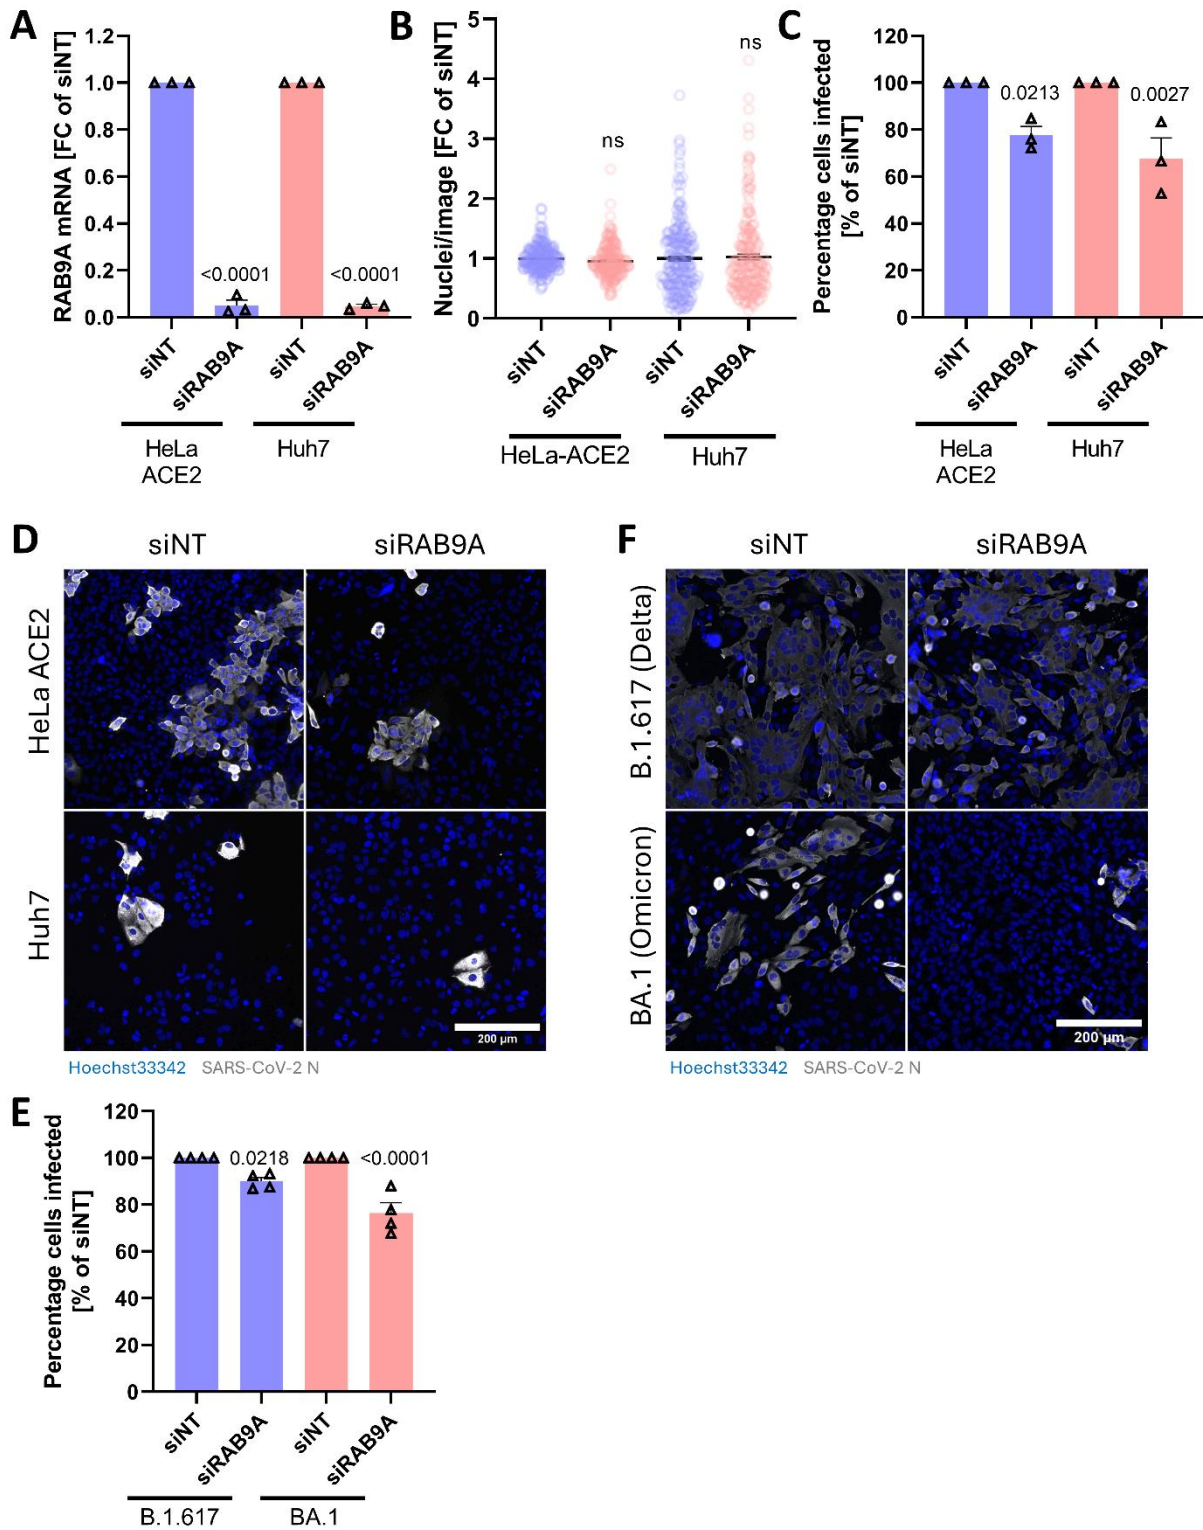 A
RAB9A mRNA [FC of siNT]
1.2
1.0
0.8
0.6
0.4
0.2
0.0
<0.0001
<0.0001
siNT
siRAB9A
siNT
siRAB9A
HeLa
ACE2
Huh7
B
Nuclei/image [FC of siNT]
5
4
3
2
1
0
ns
ns
siNT
siRAB9A
siNT
siRAB9A
HeLa-ACE2
Huh7
C
Percentage cells infected
[% of siNT]
120
100
80
60
40
20
0
0.0213
0.0027
siNT
siRAB9A
siNT
siRAB9A
HeLa
ACE2
Huh7
D
siNT
siRAB9A
HeLa ACE2
Huh7
200 µm
Hoechst33342 SARS-CoV-2 N
F
siNT
siRAB9A
B.1.617 (Delta)
BA.1 (Omicron)
200 µm
Hoechst33342 SARS-CoV-2 N
E
Percentage cells infected
[% of siNT]
120
100
80
60
40
20
0
0.0218
<0.0001
siNT
siRAB9A
siNT
siRAB9A
B.1.617
BA.1